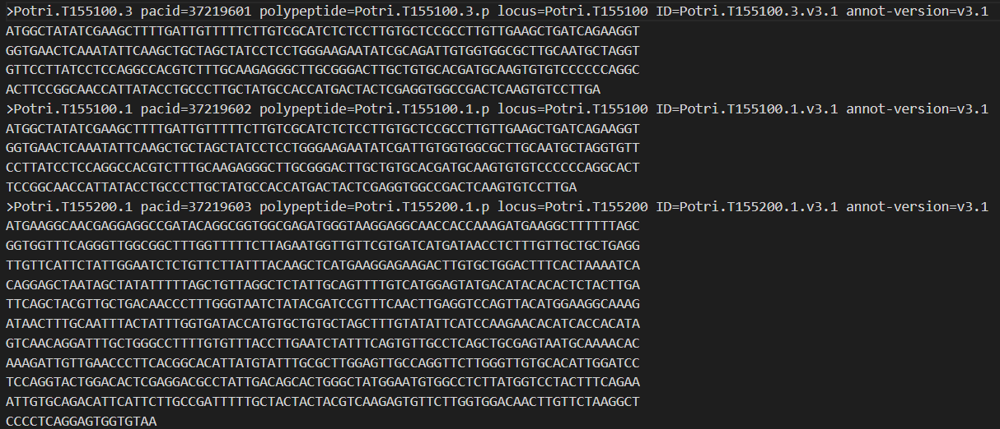 >Potri.T155100.3 pacid=37219601 polypeptide=Potri.T155100.3.p locus=Potri.T155100 ID=Potri.T155100.3.v3.1 annot-version=v3.1
ATGGCTATATCGAAGCTTTTGATTGTTTTTCTTGTCGCATCTCTCCTTGTGCTCCGCCTTGTTGAAGCTGATCAGAAGGT
GGTGAACTCAAATATTCAAGCTGCTAGCTATCCTCCTGGGAAGAATATCGCAGATTGTGGTGGCGCTTGCAATGCTAGGT
GTTCCTTATCCTCCAGGCCACGTCTTTGCAAGAGGGCTTGCGGGACTTGCTGTGCACGATGCAAGTGTGTCCCCCCAGGC
ACTTCCGGCAACCATTATACCTGCCCTTGCTATGCCACCATGACTACTCGAGGTGGCCGACTCAAGTGTCCTTGA
>Potri.T155100.1 pacid=37219602 polypeptide=Potri.T155100.1.p locus=Potri.T155100 ID=Potri.T155100.1.v3.1 annot-version=v3.1
ATGGCTATATCGAAGCTTTTGATTGTTTTTCTTGTCGCATCTCTCCTTGTGCTCCGCCTTGTTGAAGCTGATCAGAAGGT
GGTGAACTCAAATATTCAAGCTGCTAGCTATCCTCCTGGGAAGAATATCGATTGTGGTGGCGCTTGCAATGCTAGGTGTT
CCTTATCCTCCAGGCCACGTCTTTGCAAGAGGGCTTGCGGGACTTGCTGTGCACGATGCAAGTGTGTCCCCCCAGGCACT
TCCGGCAACCATTATACCTGCCCTTGCTATGCCACCATGACTACTCGAGGTGGCCGACTCAAGTGTCCTTGA
>Potri.T155200.1 pacid=37219603 polypeptide=Potri.T155200.1.p locus=Potri.T155200 ID=Potri.T155200.1.v3.1 annot-version=v3.1
ATGAAGGCAACGAGGAGGCCGATACAGGCGGTGGCGAGATGGGTAAGGAGGCAACCACCAAAGATGAAGGCTTTTTTAGC
GGTGGTTTCAGGGTTGGCGGCTTTGGTTTTTCTTAGAATGGTTGTTCGTGATCATGATAACCTCTTTGTTGCTGCTGAGG
TTGTTCATTCTATTGGAATCTCTGTTCTTATTTACAAGCTCATGAAGGAGAAGACTTGTGCTGGACTTTCACTAAAATCA
CAGGAGCTAATAGCTATATTTTTAGCTGTTAGGCTCTATTGCAGTTTTGTCATGGAGTATGACATACACACTCTACTTGA
TTCAGCTACGTTGCTGACAACCCTTTGGGTAATCTATACGATCCGTTTCAACTTGAGGTCCAGTTACATGGAAGGCAAAG
ATAACTTTGCAATTTACTATTTGGTGATACCATGTGCTGTGCTAGCTTTGTATATTCATCCAAGAACACATCACCACATA
GTCAACAGGATTTGCTGGGCCTTTTGTGTTTACCTTGAATCTATTTCAGTGTTGCCTCAGCTGCGAGTAATGCAAAACAC
AAAGATTGTTGAACCCTTCACGGCACATTATGTATTTGCGCTTGGAGTTGCCAGGTTCTTGGGTTGTGCACATTGGATCC
TCCAGGTACTGGACACTCGAGGACGCCTATTGACAGCACTGGGCTATGGAATGTGGCCTCTTATGGTCCTACTTTCAGAA
ATTGTGCAGACATTCATTCTTGCCGATTTTTGCTACTACTACGTCAAGAGTGTTCTTGGTGGACAACTTGTTCTAAGGCT
CCCCTCAGGAGTGGTGTAA